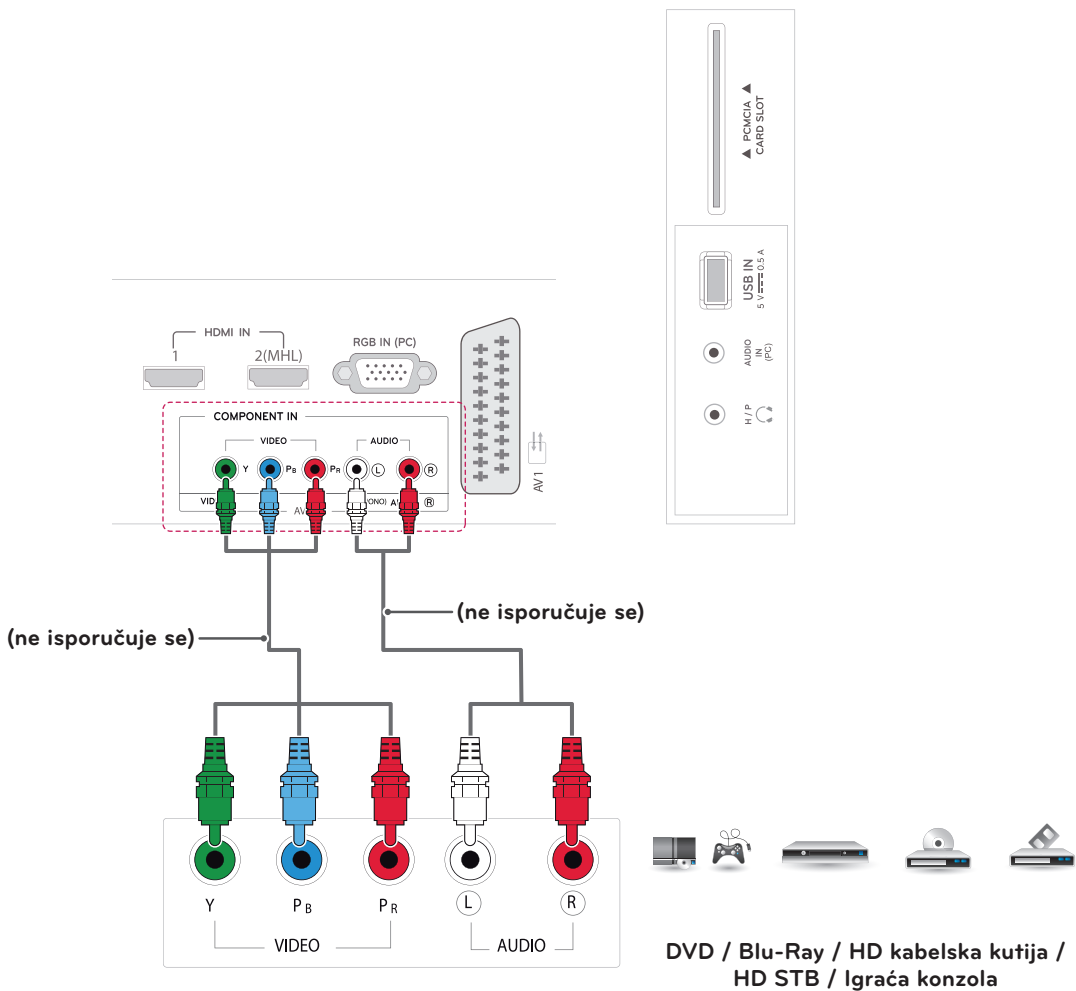 ▲ PCMCIA ▲
CARD SLOT
USB IN
5 V 0.5 A
AUDIO
IN
(PC)
H / P
HDMI IN
1
2(MHL)
RGB IN (PC)
COMPONENT IN
VIDEO
AUDIO
Y
PB
PR
L
R
R
AV1
(ne isporučuje se)
(ne isporučuje se)
Y
PB
PR
L
R
VIDEO
AUDIO
DVD / Blu-Ray / HD kabelska kutija /
HD STB / Igraća konzola